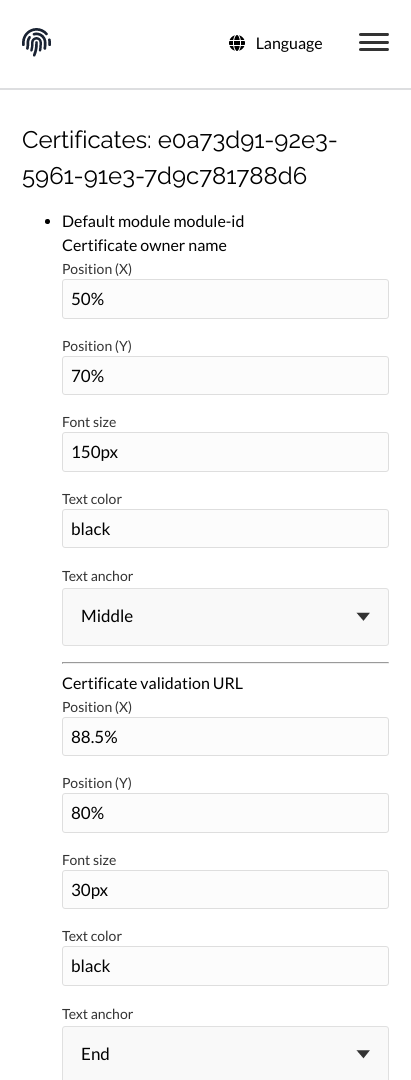 Language
Certificates: e0a73d91-92e3-
5961-91e3-7d9c781788d6
Default module module-id
Certificate owner name
Position (X)
50%
Position (Y)
70%
Font size
150px
Text color
black
Text anchor
Middle
Certificate validation URL
Position (X)
88.5%
Position (Y)
80%
Font size
30px
Text color
black
Text anchor
End